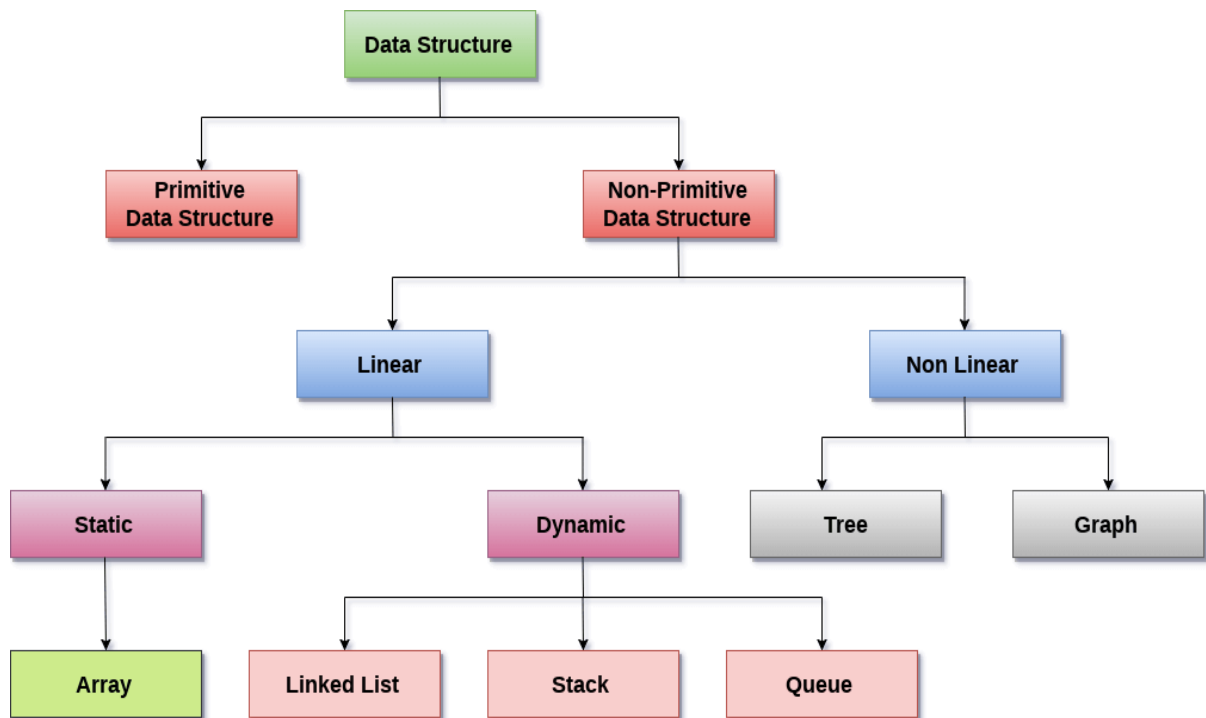 Data Structure
Primitive
Data Structure
Non-Primitive
Data Structure
Linear
Non Linear
Static
Dynamic
Tree
Graph
Array
Linked List
Stack
Queue